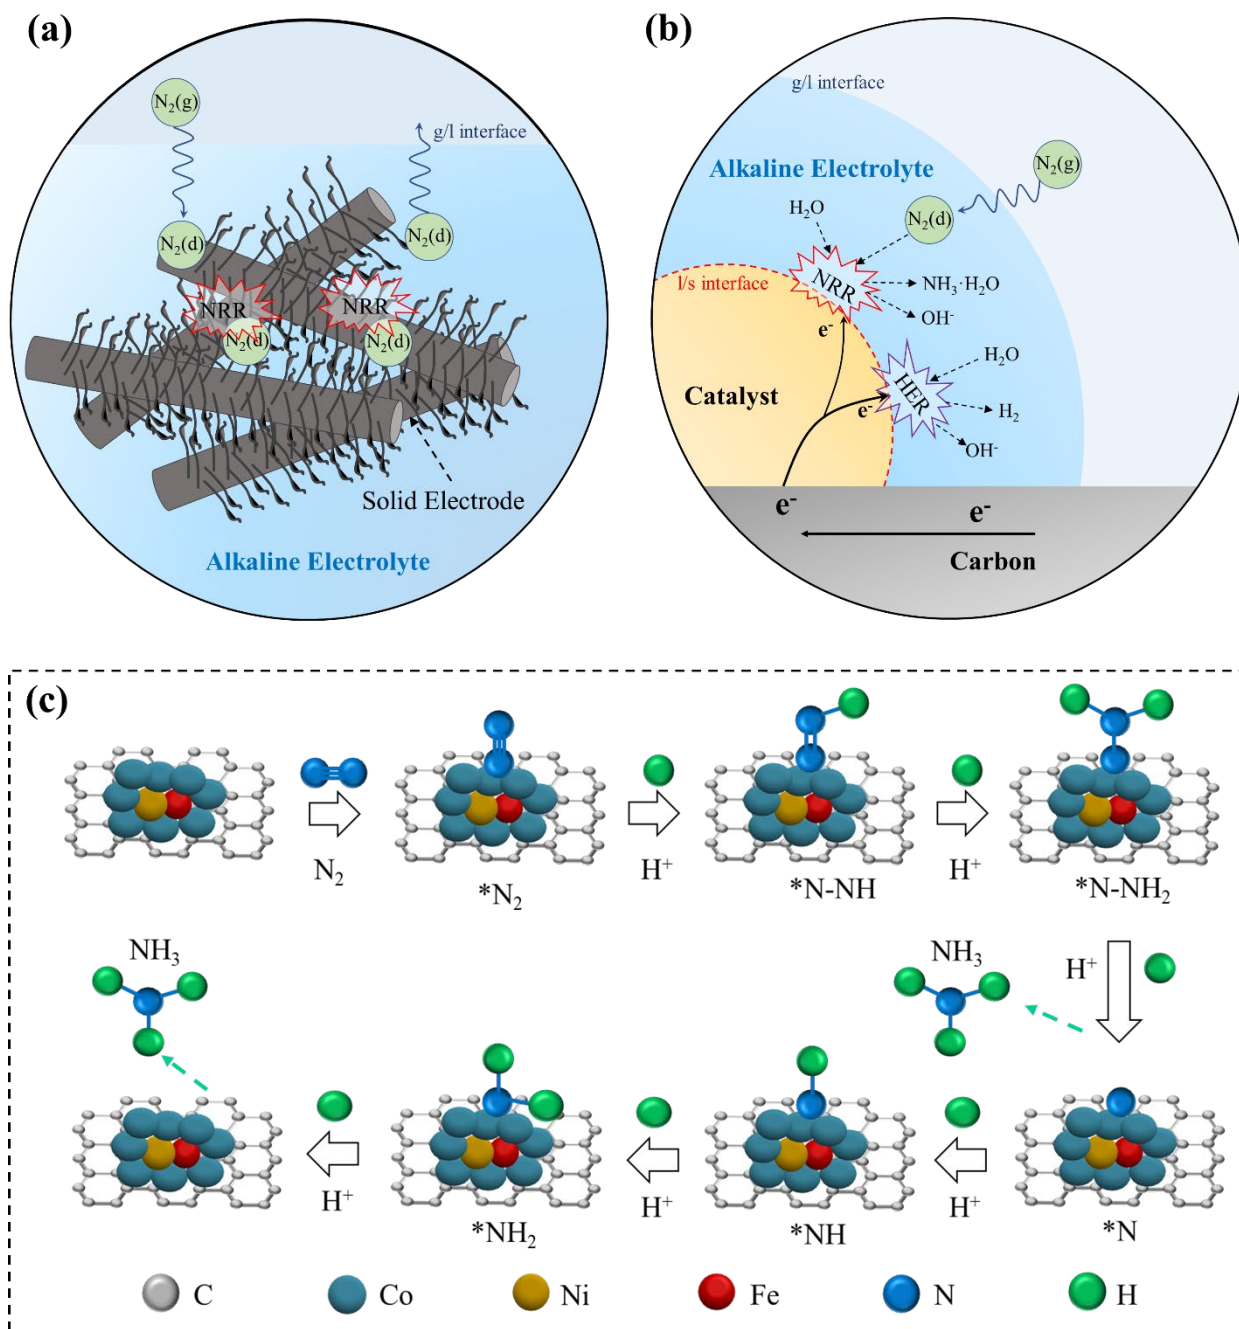 (a)
N₂(g)
g/l interface
N₂(d)
N₂(d)
NRR
NRR
N₂(d)
N₂(d)
Solid Electrode
Alkaline Electrolyte
(b)
g/l interface
Alkaline Electrolyte
N₂(g)
H₂O
N₂(d)
l/s interface
NRR
NH₃·H₂O
OH⁻
e⁻
H₂O
Catalyst
HER
e⁻
H₂
OH⁻
e⁻
e⁻
Carbon
(c)
N₂
*N₂
H⁺
*N-NH
H⁺
*N-NH₂
NH₃
NH₃
H⁺
H⁺
*NH₂
H⁺
*NH
H⁺
*N
C
Co
Ni
Fe
N
H